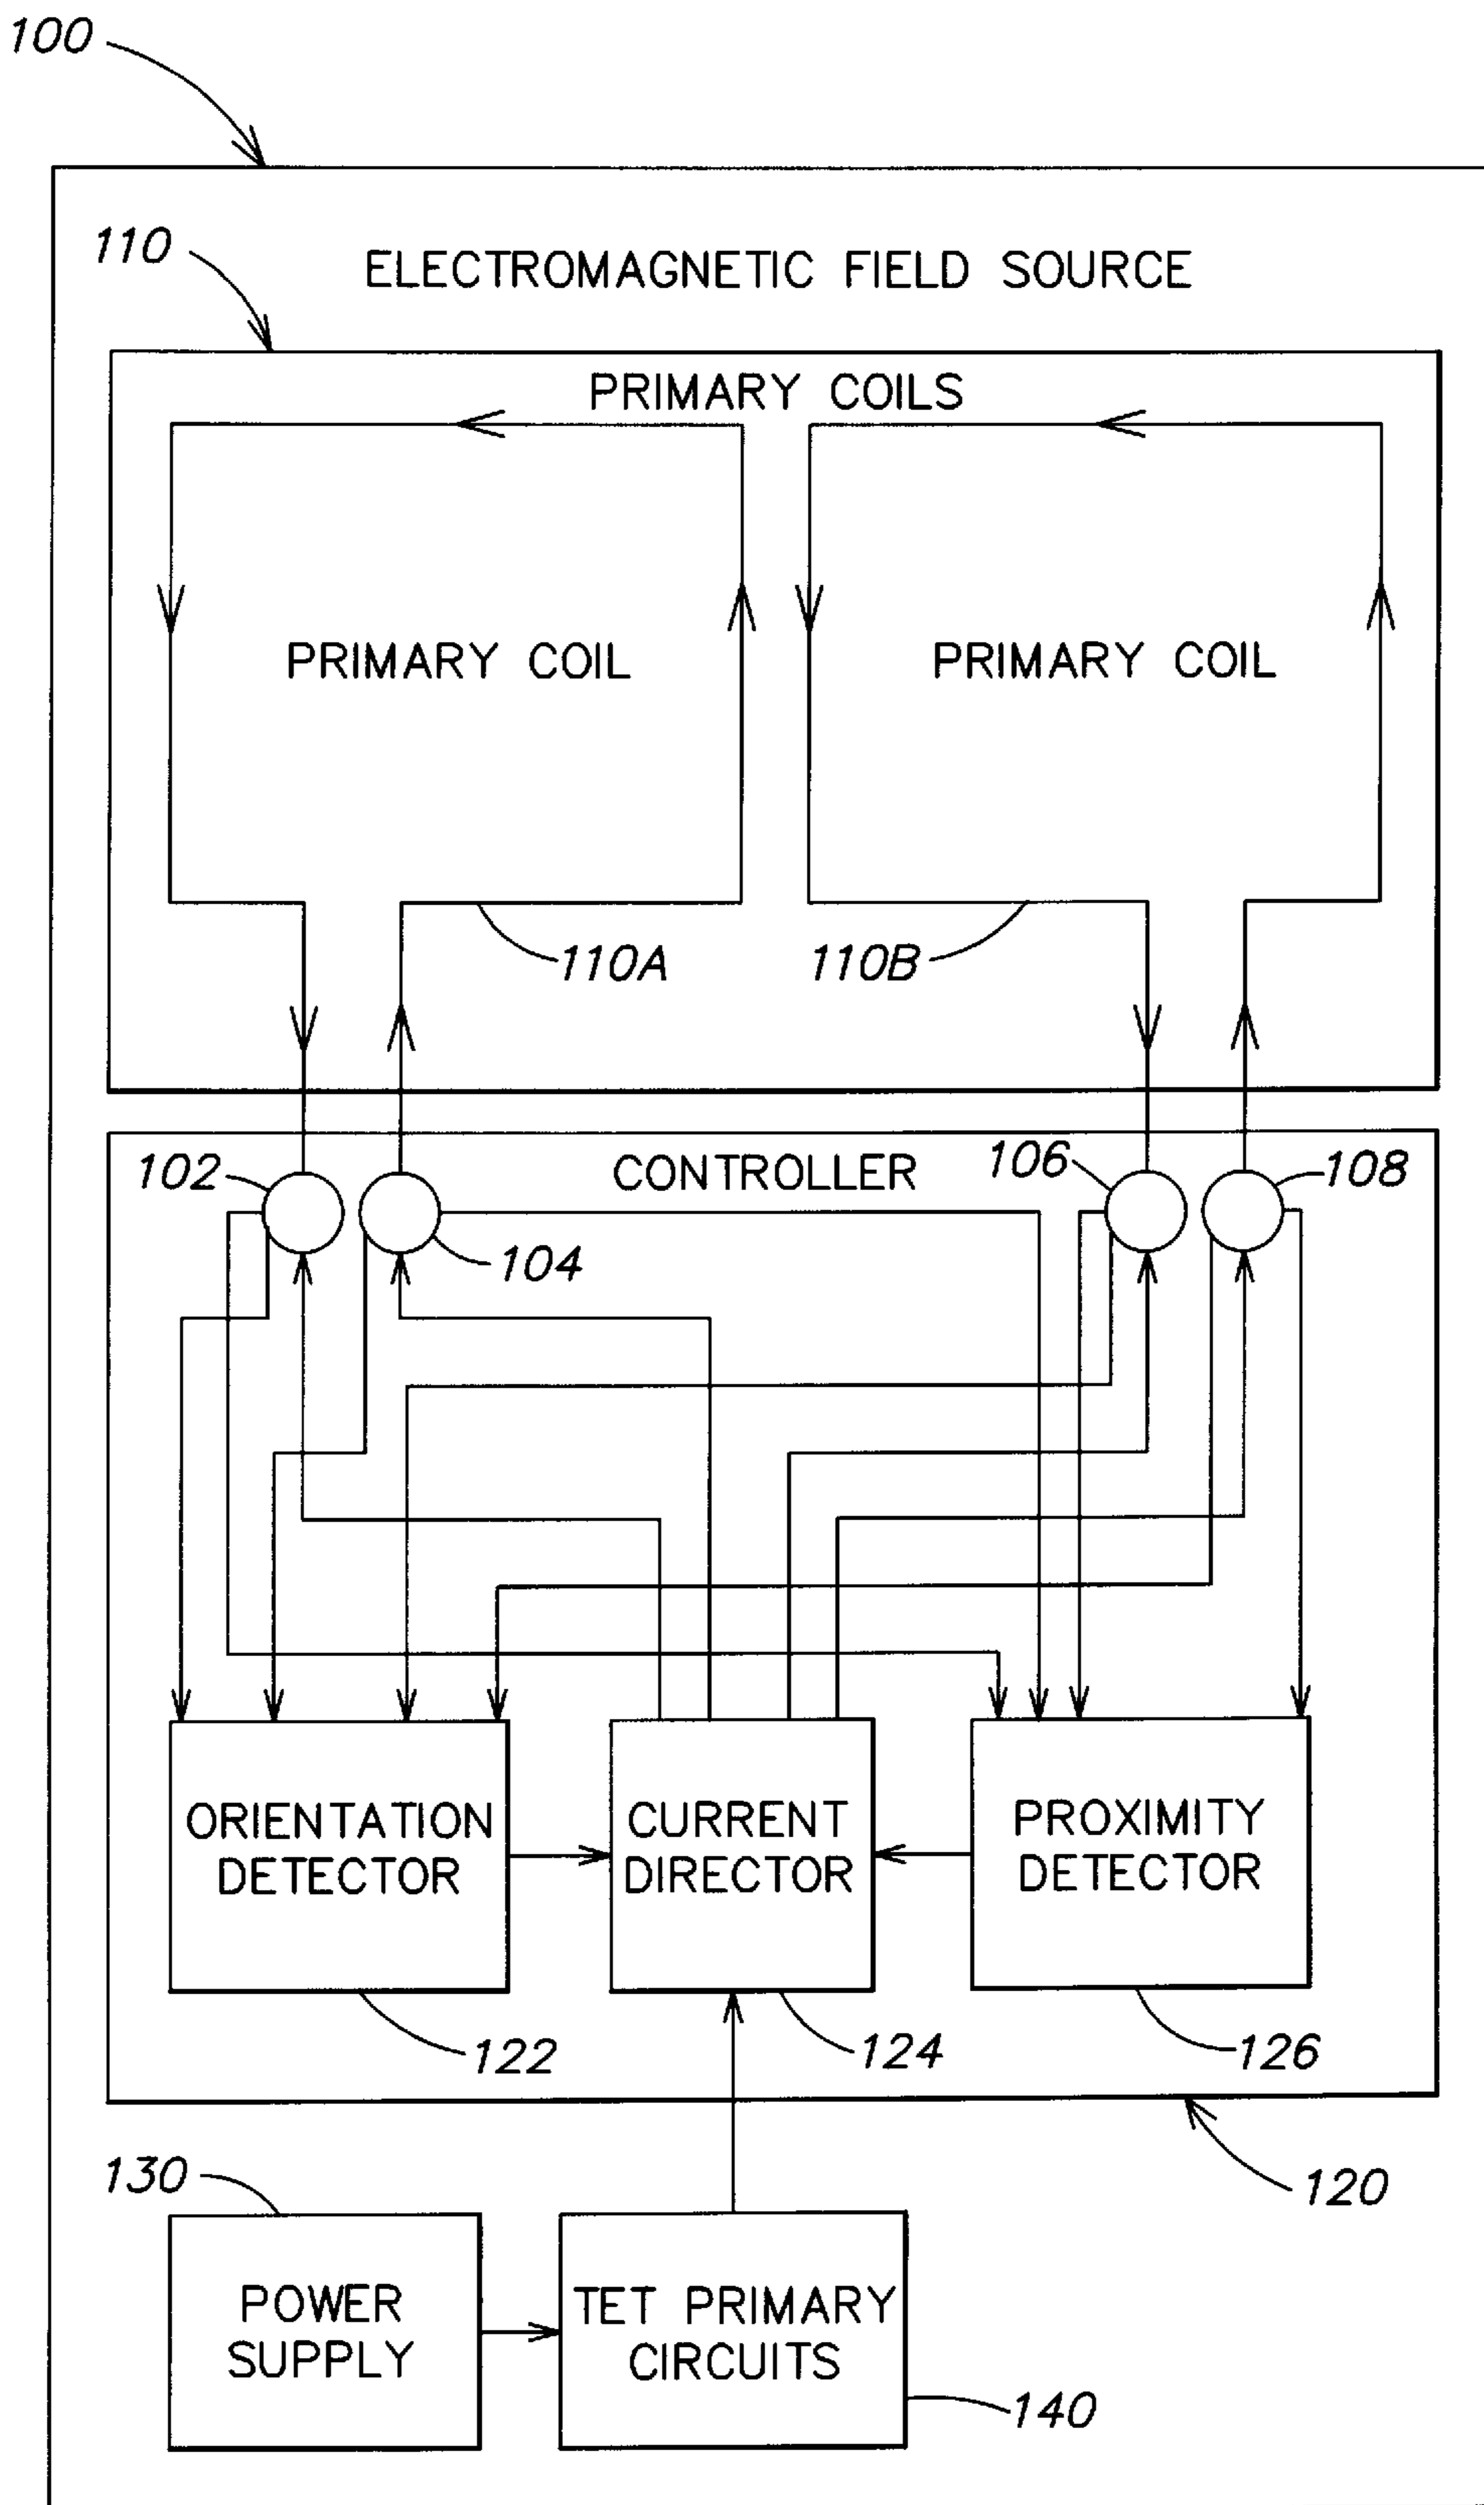 100
110
ELECTROMAGNETIC FIELD SOURCE
PRIMARY COILS
PRIMARY COIL
PRIMARY COIL
110A
110B
102
CONTROLLER
106
108
104
ORIENTATION
DETECTOR
CURRENT
DIRECTOR
PROXIMITY
DETECTOR
122
124
126
130
120
POWER
SUPPLY
TET PRIMARY
CIRCUITS
140